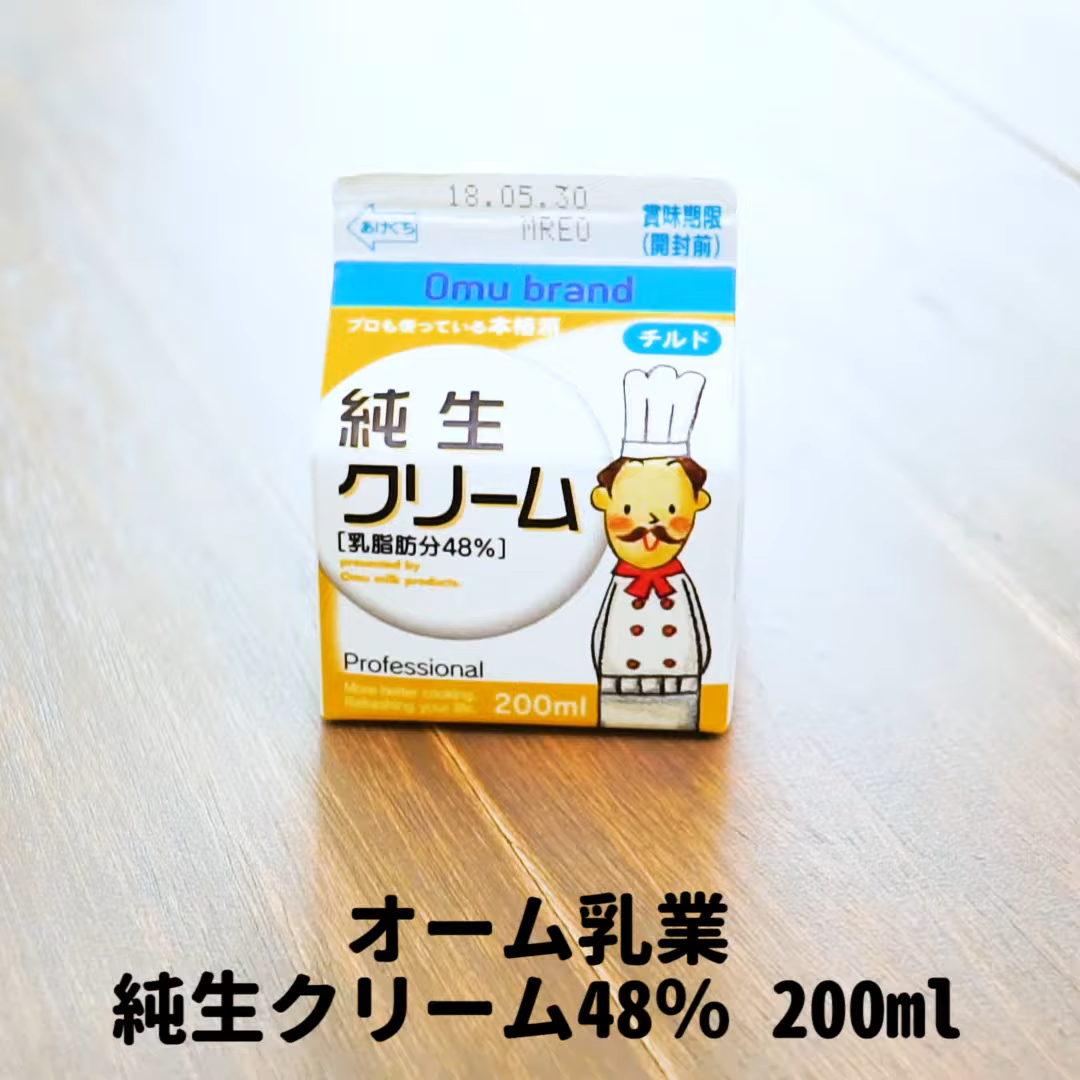 18.05.30
MREO
あけくち
賞味期限
(開封前)
Omu brand
プロも使っている本格派
チルド
純生
クリーム
[乳脂肪分48%]
presented by
Omu milk products.
Professional
More better cooking.
Refreshing your life.
200ml
オーム乳業
純生クリーム48% 200ml